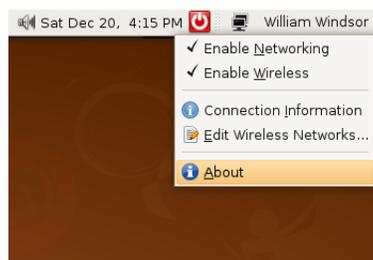 Sat Dec 20, 4:15 PM William Windsor
Enable Networking
Enable Wireless
Connection Information
Edit Wireless Networks...
About